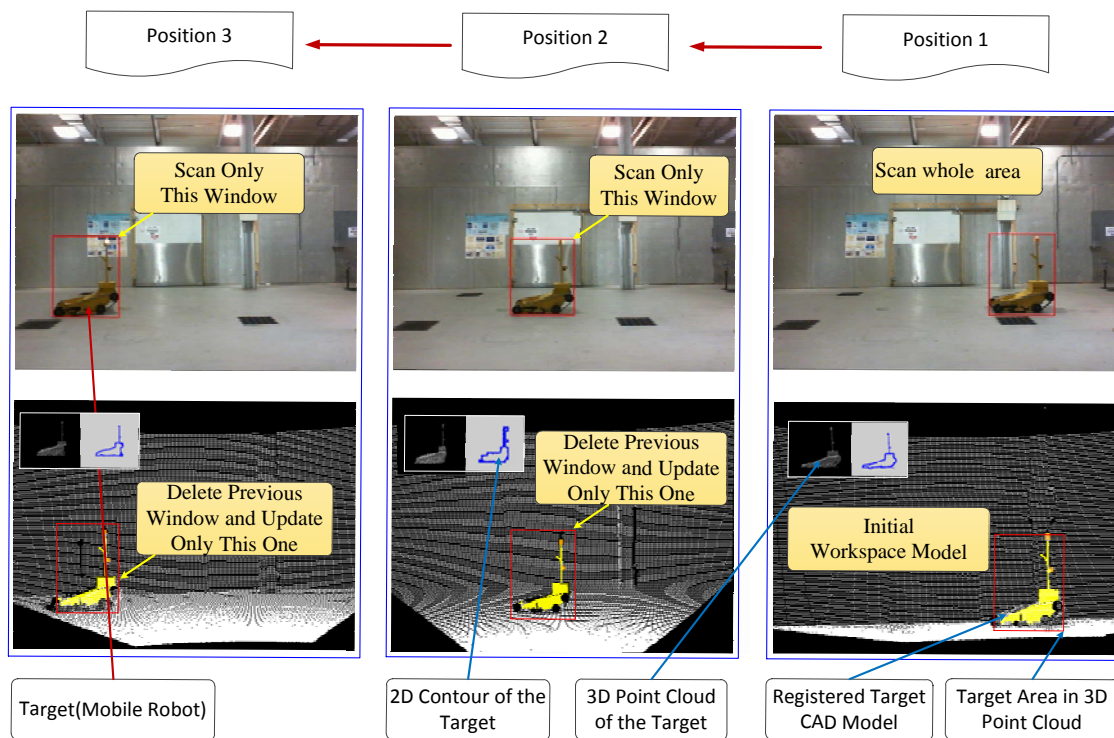 Position 3
Position 2
Position 1
Scan Only
This Window
Scan Only
This Window
Scan whole area
Delete Previous
Window and Update
Only This One
Delete Previous
Window and Update
Only This One
Initial
Workspace Model
Target(Mobile Robot)
2D Contour of the
Target
3D Point Cloud
of the Target
Registered Target
CAD Model
Target Area in 3D
Point Cloud